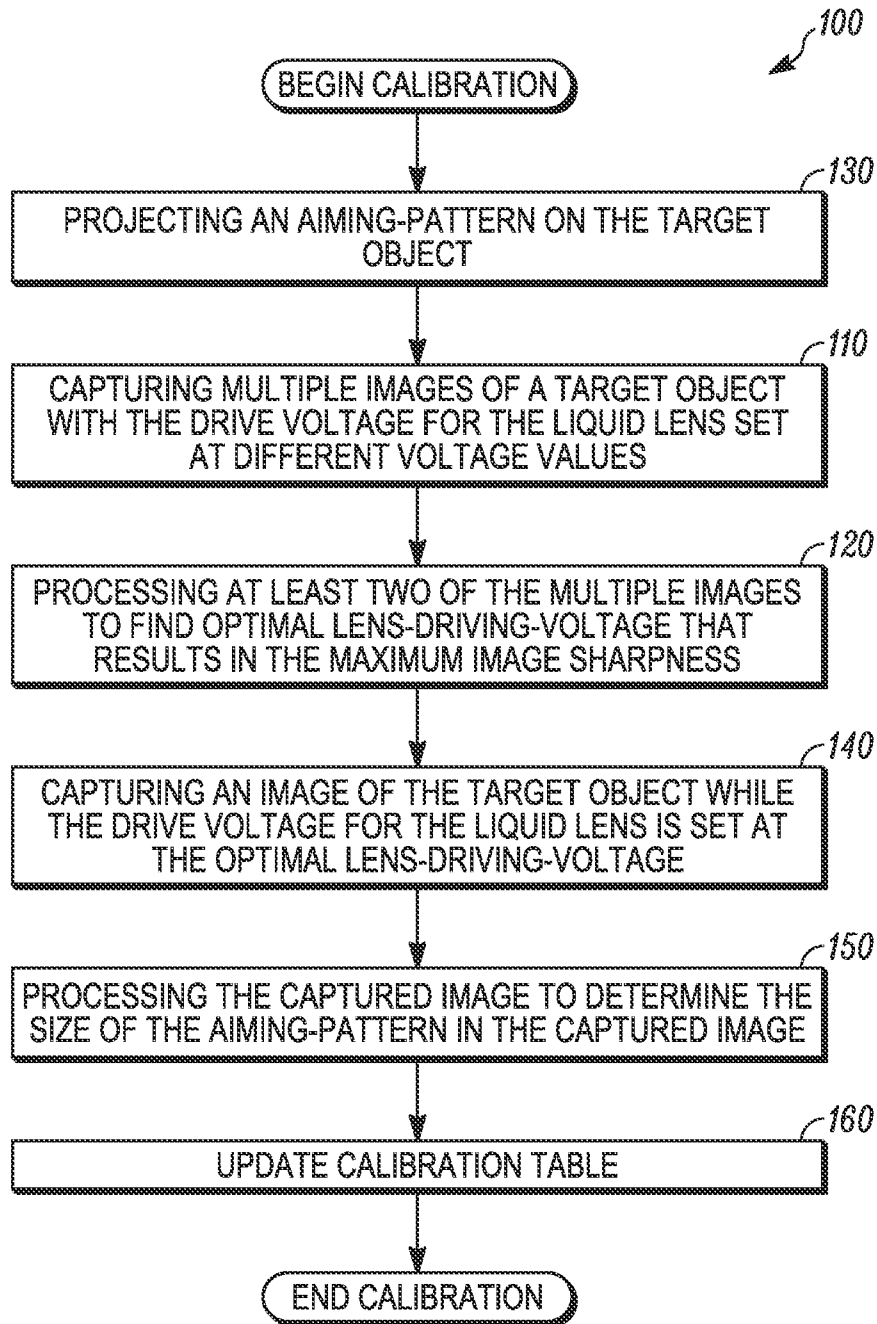 100
BEGIN CALIBRATION
130
PROJECTING AN AIMING-PATTERN ON THE TARGET
OBJECT
110
CAPTURING MULTIPLE IMAGES OF A TARGET OBJECT
WITH THE DRIVE VOLTAGE FOR THE LIQUID LENS SET
AT DIFFERENT VOLTAGE VALUES
120
PROCESSING AT LEAST TWO OF THE MULTIPLE IMAGES
TO FIND OPTIMAL LENS-DRIVING-VOLTAGE THAT
RESULTS IN THE MAXIMUM IMAGE SHARPNESS
140
CAPTURING AN IMAGE OF THE TARGET OBJECT WHILE
THE DRIVE VOLTAGE FOR THE LIQUID LENS IS SET AT
THE OPTIMAL LENS-DRIVING-VOLTAGE
150
PROCESSING THE CAPTURED IMAGE TO DETERMINE THE
SIZE OF THE AIMING-PATTERN IN THE CAPTURED IMAGE
160
UPDATE CALIBRATION TABLE
END CALIBRATION